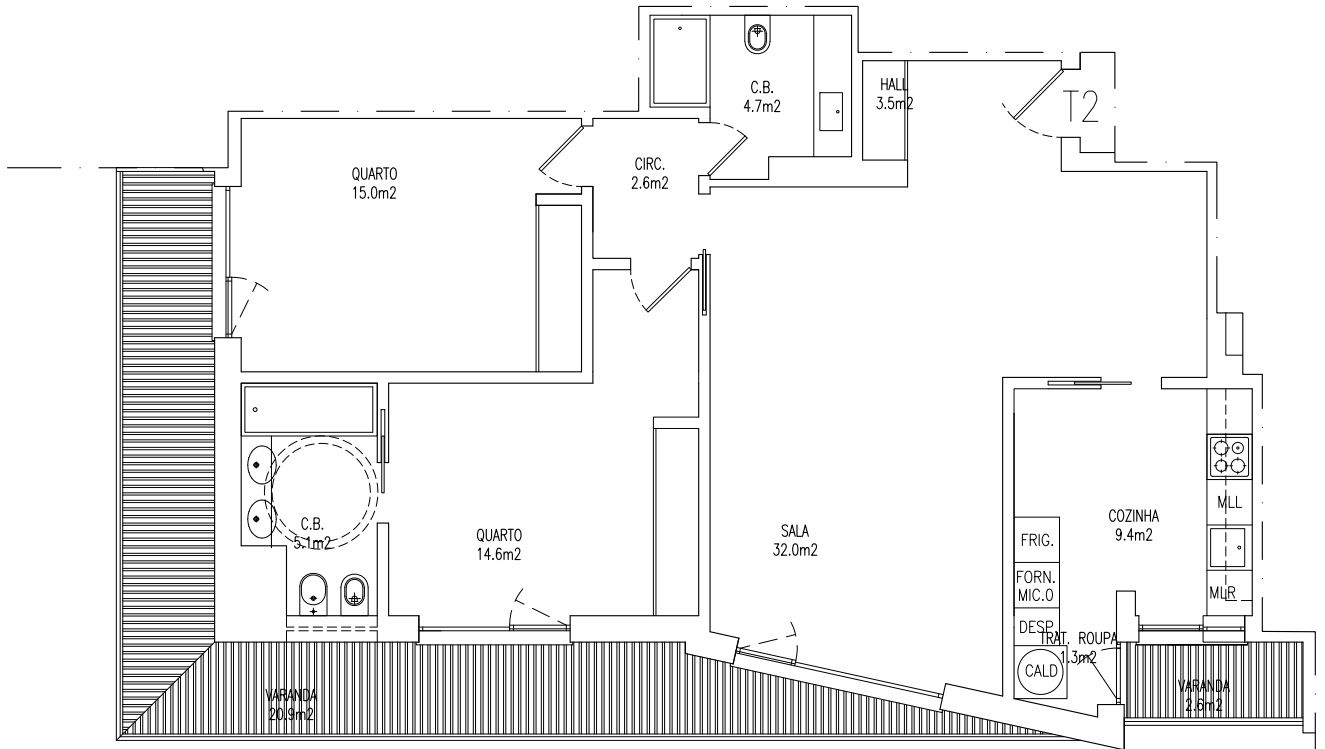 C.B.
4.7m2
HALL
3.5m2
T2
CIRC.
2.6m2
QUARTO
15.0m2
C.B.
5.1m2
QUARTO
14.6m2
SALA
32.0m2
COZINHA
9.4m2
MLL
MLR
FRIG.
FORN.
MIC.O
DESP.
TRAT. ROUPA
1.3m2
CALD
VARANDA
20.9m2
VARANDA
2.6m2